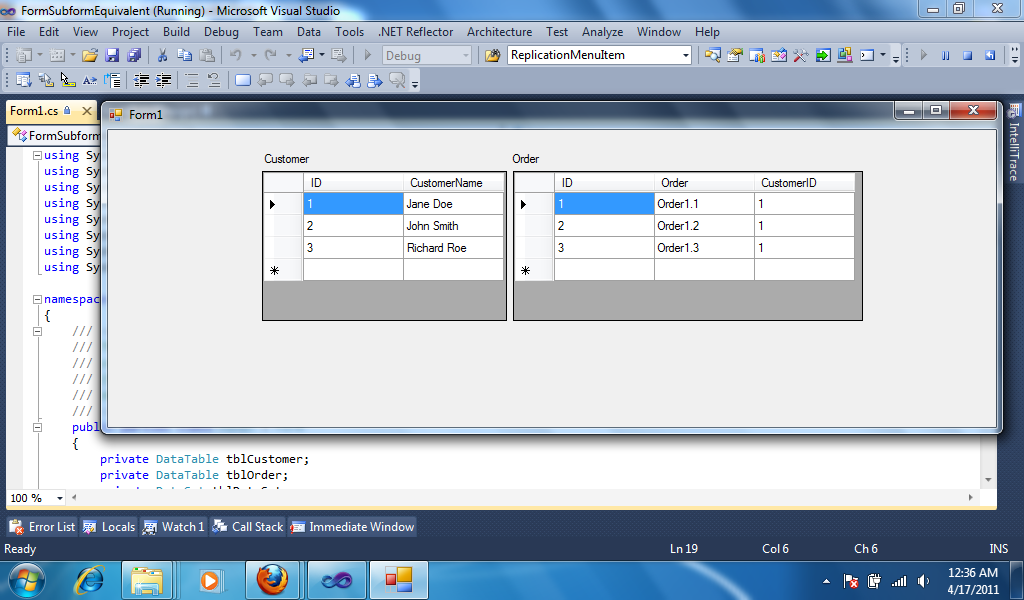 FormSubformEquivalent (Running) - Microsoft Visual Studio
File Edit View Project Build Debug Team Data Tools .NET Reflector Architecture Test Analyze Window Help
Debug ReplicationMenuItem
Form1.cs
Form1
FormSubform
IntelliTrace
Customer Order
ID CustomerName ID Order CustomerID
1 Jane Doe 1 Order1.1 1
2 John Smith 2 Order1.2 1
3 Richard Roe 3 Order1.3 1
using Sy
using Sy
using Sy
using Sy
using Sy
using Sy
using Sy
using Sy
namespac
{
///
///
///
///
///
///
publ
{
private DataTable tblCustomer;
private DataTable tblOrder;
100 %
Error List Locals Watch 1 Call Stack Immediate Window
Ready Ln 19 Col 6 Ch 6 INS
12:36 AM
4/17/2011